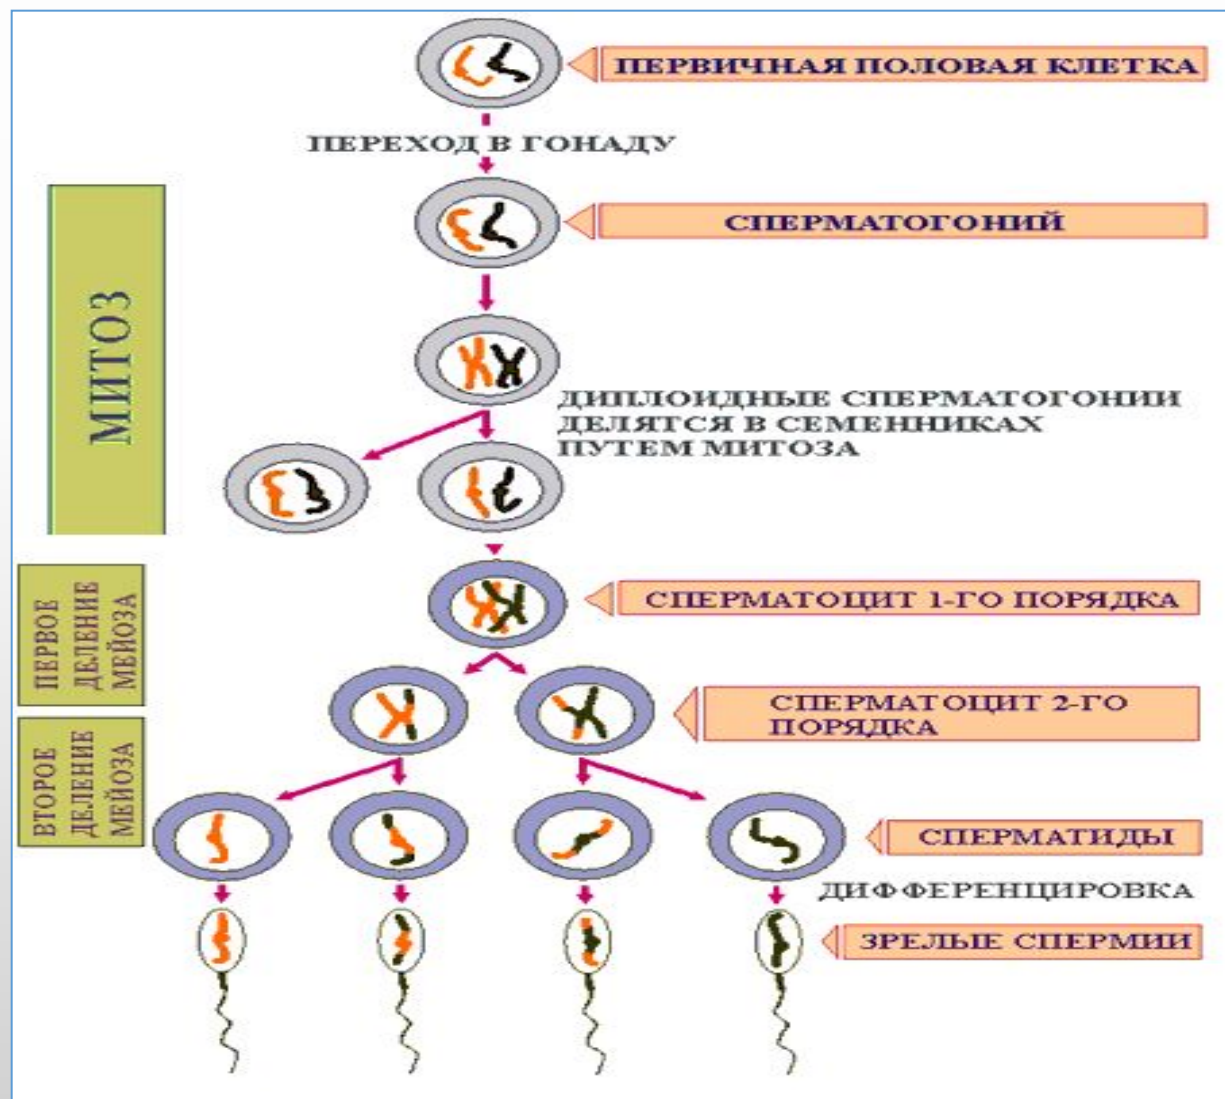 ПЕРВИЧНАЯ ПОЛОВАЯ КЛЕТКА
ПЕРЕХОД В ГОНАДУ
СПЕРМАТОГОНИЙ
МИТОЗ
ДИПЛОИДНЫЕ СПЕРМАТОГОНИИ
ДЕЛЯТСЯ В СЕМЕННИКАХ
ПУТЕМ МИТОЗА
ПЕРВОЕ
ДЕЛЕНИЕ
МЕЙОЗА
СПЕРМАТОЦИТ 1-ГО ПОРЯДКА
СПЕРМАТОЦИТ 2-ГО
ПОРЯДКА
ВТОРОЕ
ДЕЛЕНИЕ
МЕЙОЗА
СПЕРМАТИДЫ
ДИФФЕРЕНЦИРОВКА
ЗРЕЛЫЕ СПЕРМИИ